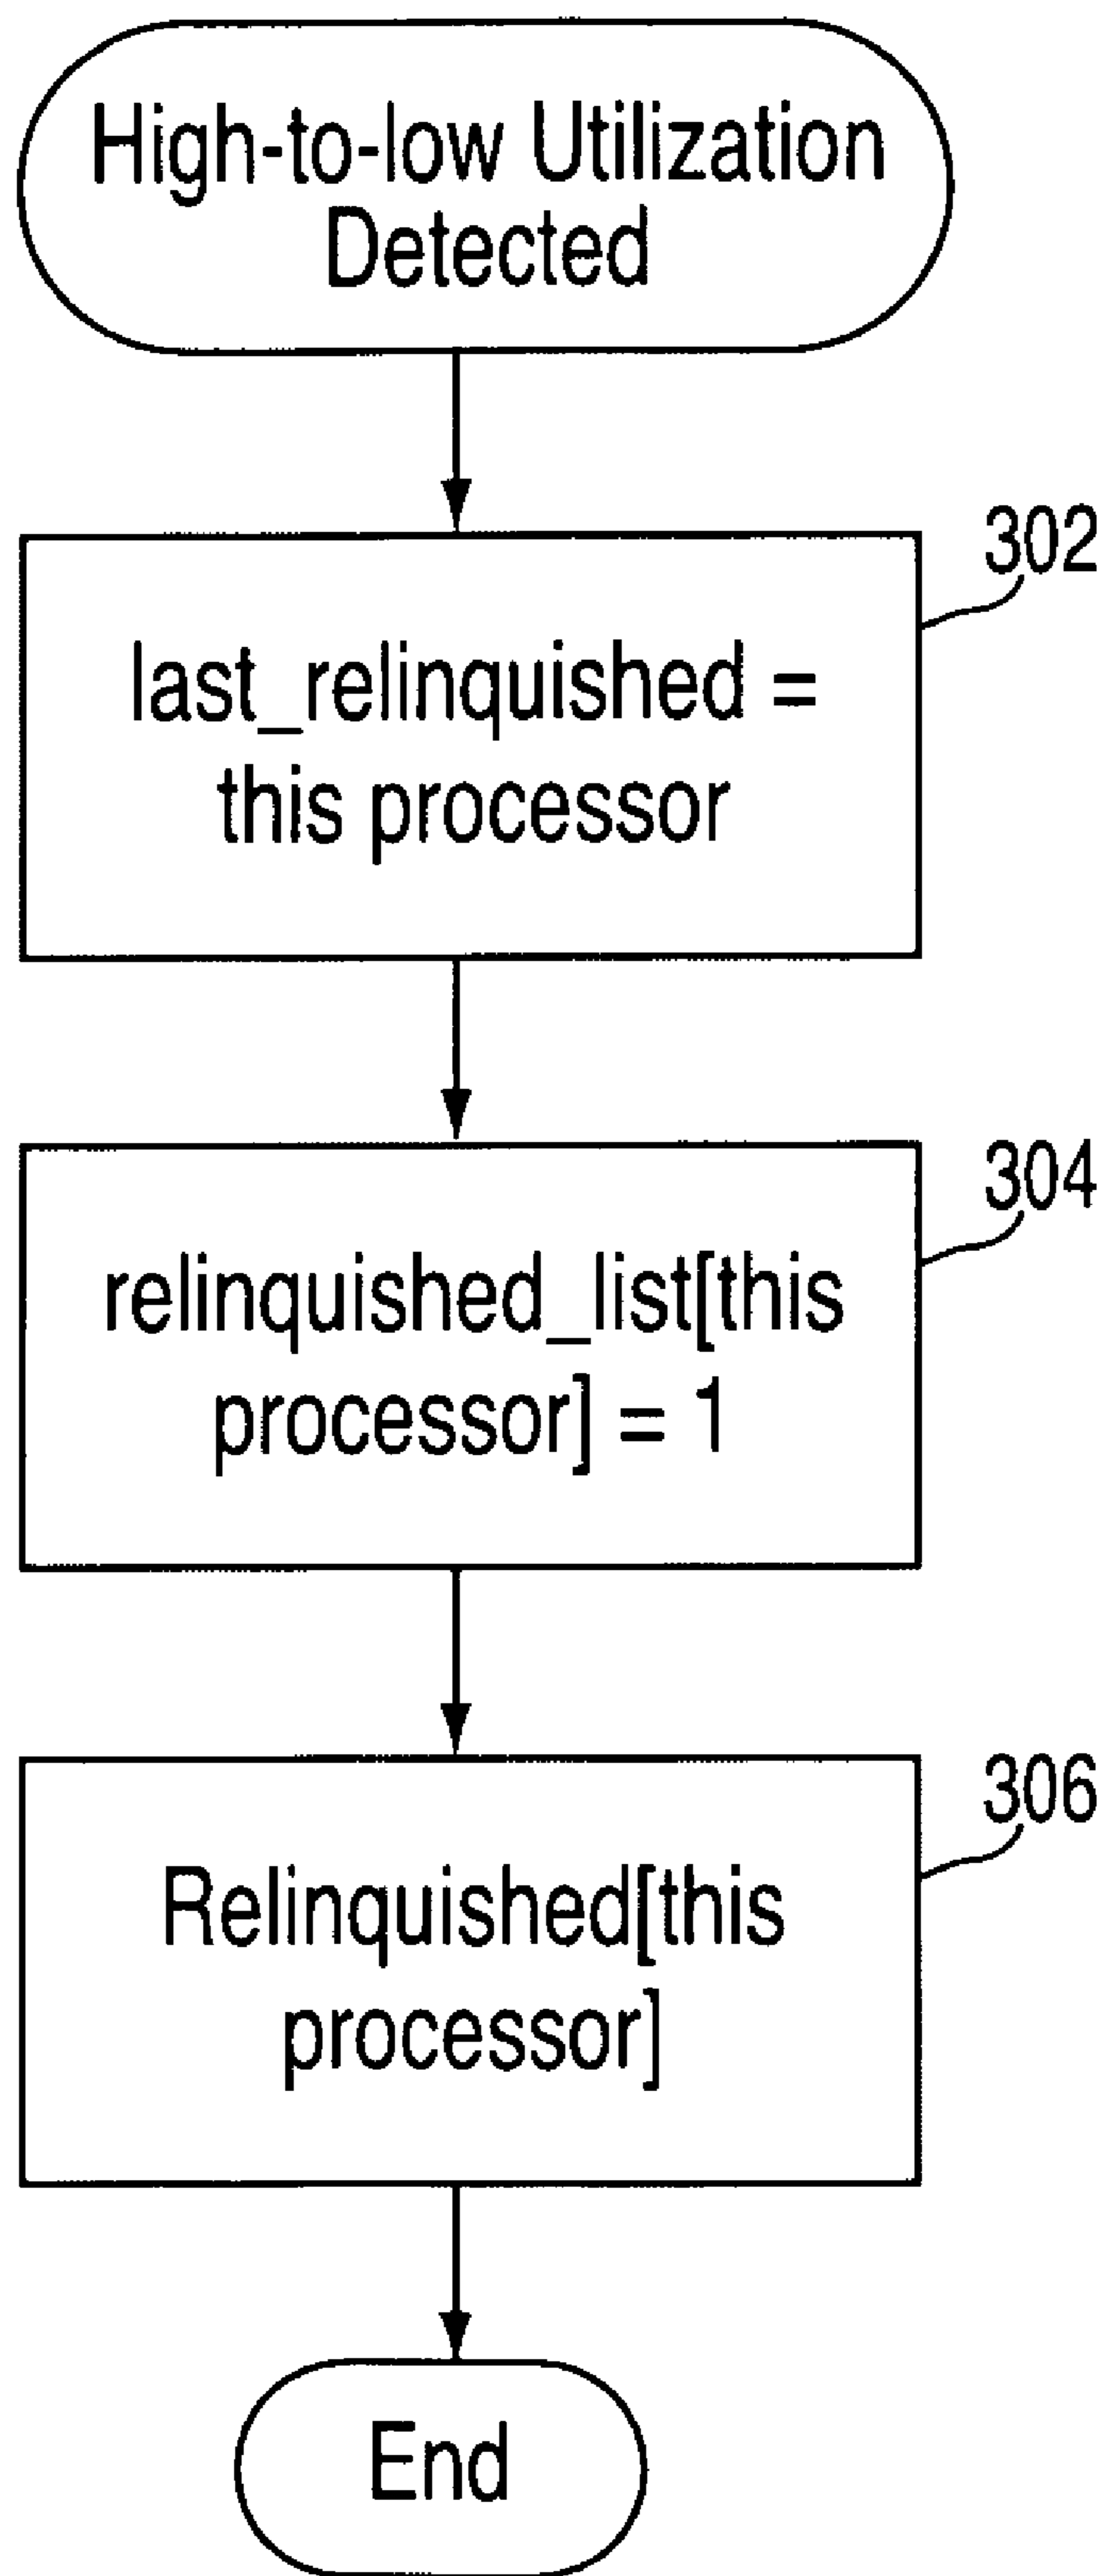 High-to-low Utilization
Detected
302
last_relinquished =
this processor
304
relinquished_list[this
processor] = 1
306
Relinquished[this
processor]
End